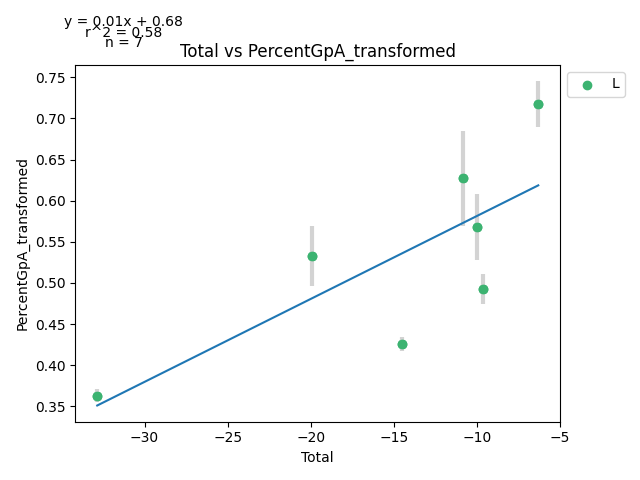 y = 0.01x + 0.68
r^2 = 0.58
n = 7
Total vs PercentGpA_transformed
L
PercentGpA_transformed
0.75
0.70
0.65
0.60
0.55
0.50
0.45
0.40
0.35
−30 −25 −20 −15 −10 −5
Total